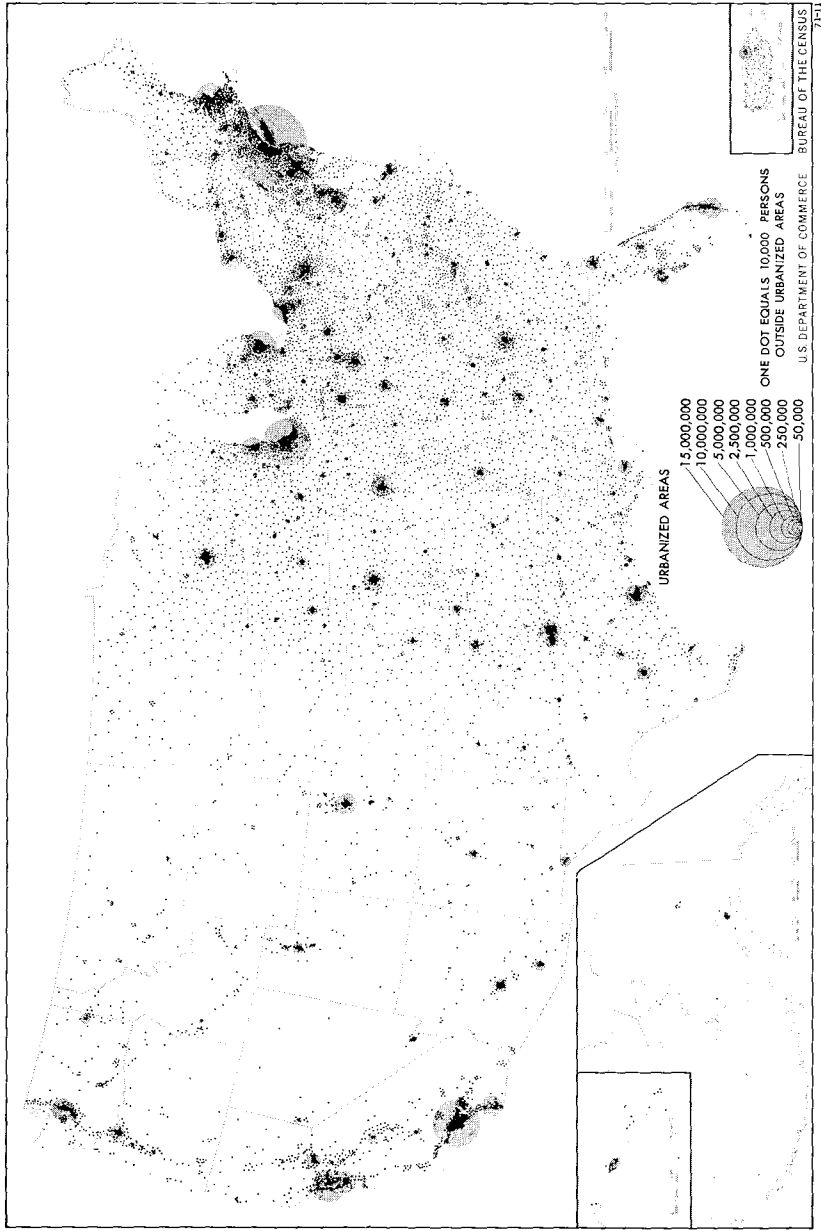 URBANIZED AREAS
15,000,000
10,000,000
5,000,000
2,500,000
1,000,000
500,000
250,000
50,000
ONE DOT EQUALS 10,000 PERSONS
OUTSIDE URBANIZED AREAS
U.S. DEPARTMENT OF COMMERCE BUREAU OF THE CENSUS
71-11